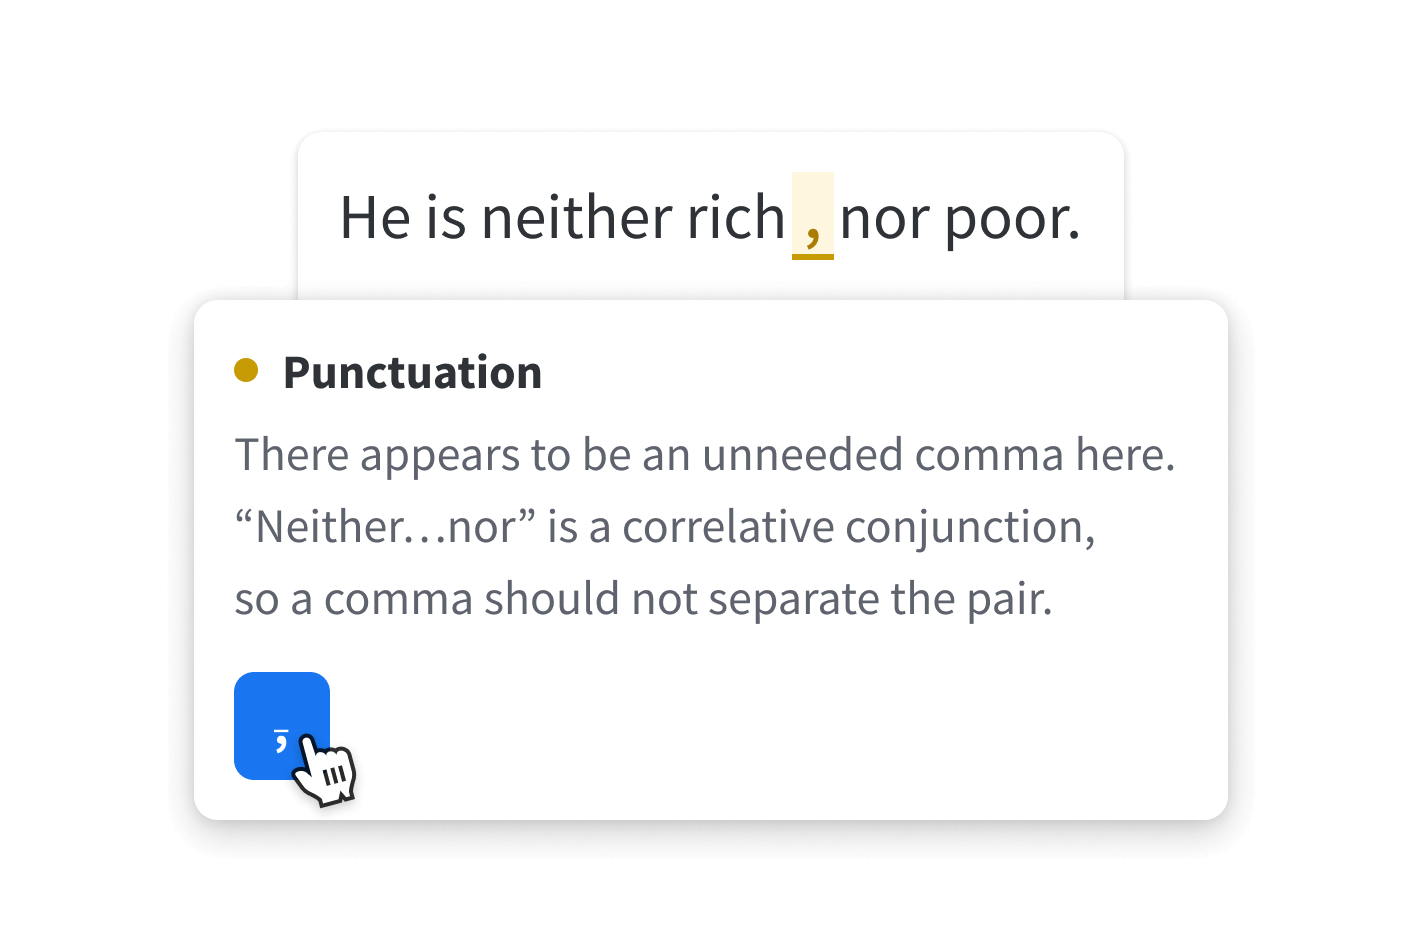 He is neither rich , nor poor.
Punctuation
There appears to be an unneeded comma here.
“Neither…nor” is a correlative conjunction,
so a comma should not separate the pair.
,